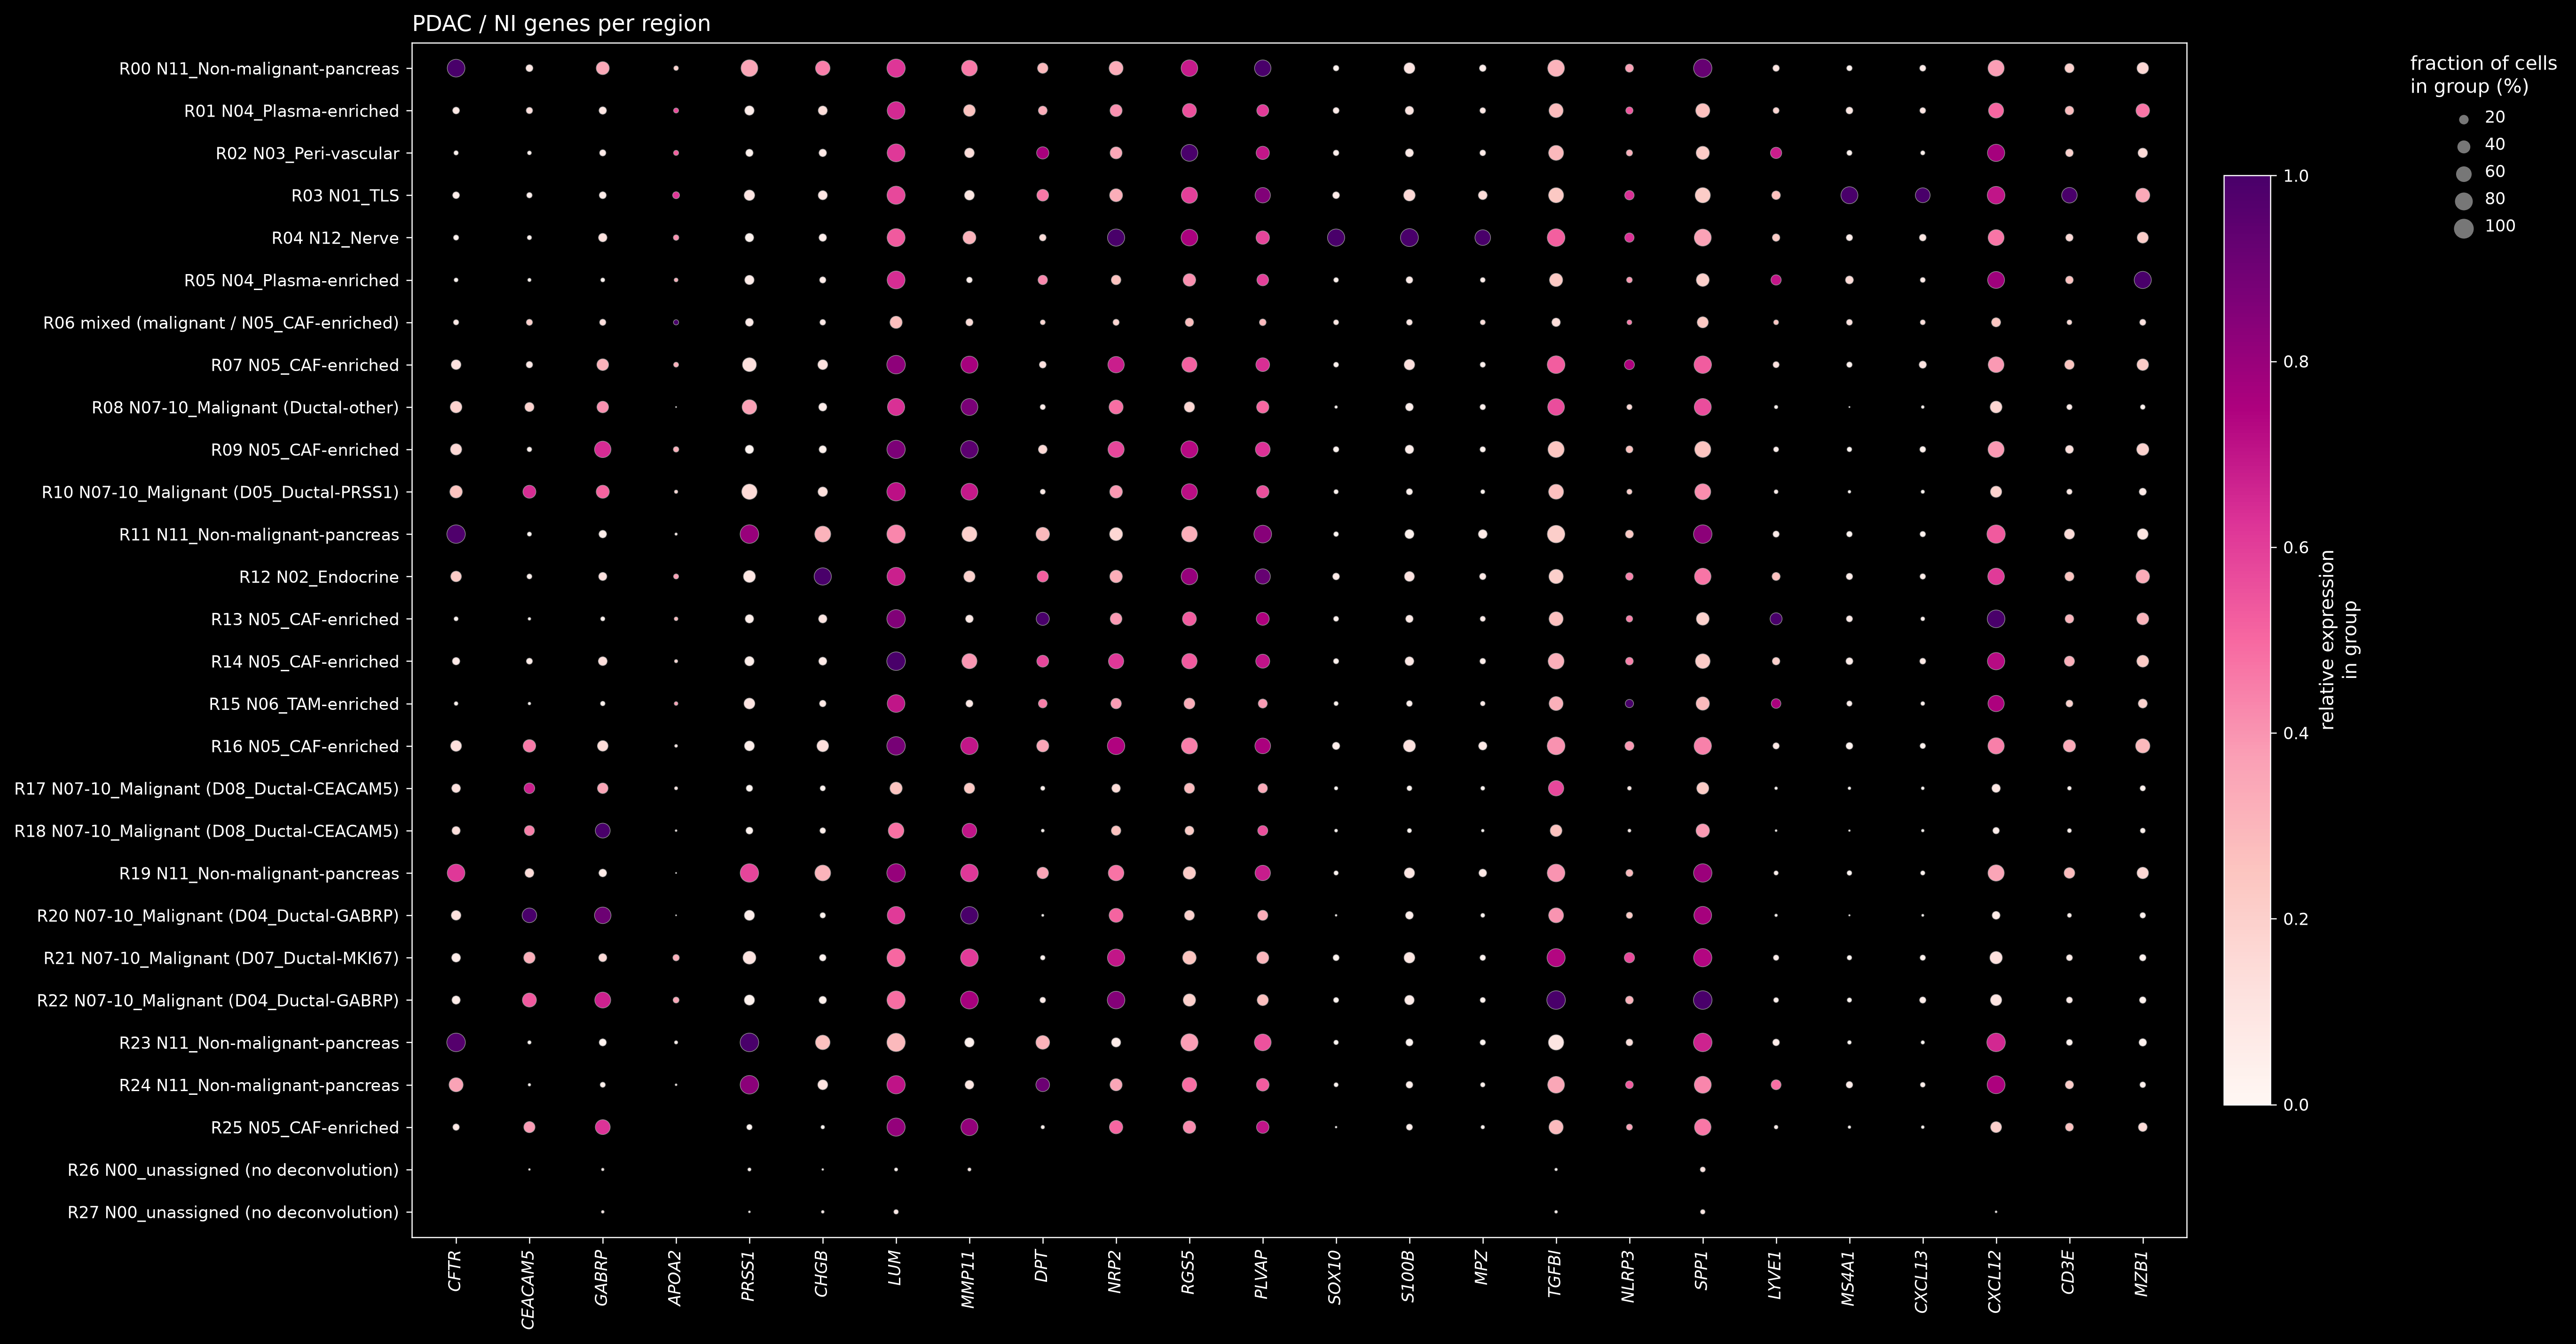 PDAC / NI genes per region
R00 N11_Non-malignant-pancreas
R01 N04_Plasma-enriched
R02 N03_Peri-vascular
R03 N01_TLS
R04 N12_Nerve
R05 N04_Plasma-enriched
R06 mixed (malignant / N05_CAF-enriched)
R07 N05_CAF-enriched
R08 N07-10_Malignant (Ductal-other)
R09 N05_CAF-enriched
R10 N07-10_Malignant (D05_Ductal-PRSS1)
R11 N11_Non-malignant-pancreas
R12 N02_Endocrine
R13 N05_CAF-enriched
R14 N05_CAF-enriched
R15 N06_TAM-enriched
R16 N05_CAF-enriched
R17 N07-10_Malignant (D08_Ductal-CEACAM5)
R18 N07-10_Malignant (D08_Ductal-CEACAM5)
R19 N11_Non-malignant-pancreas
R20 N07-10_Malignant (D04_Ductal-GABRP)
R21 N07-10_Malignant (D07_Ductal-MKI67)
R22 N07-10_Malignant (D04_Ductal-GABRP)
R23 N11_Non-malignant-pancreas
R24 N11_Non-malignant-pancreas
R25 N05_CAF-enriched
R26 N00_unassigned (no deconvolution)
R27 N00_unassigned (no deconvolution)
CFTR
CEACAM5
GABRP
APOA2
PRSS1
CHGB
LUM
MMP11
DPT
NRP2
RGS5
PLVAP
SOX10
S100B
MPZ
TGFBI
NLRP3
SPP1
LYVE1
MS4A1
CXCL13
CXCL12
CD3E
MZB1
fraction of cells
in group (%)
20
40
60
80
100
1.0
0.8
0.6
0.4
0.2
0.0
relative expression
in group